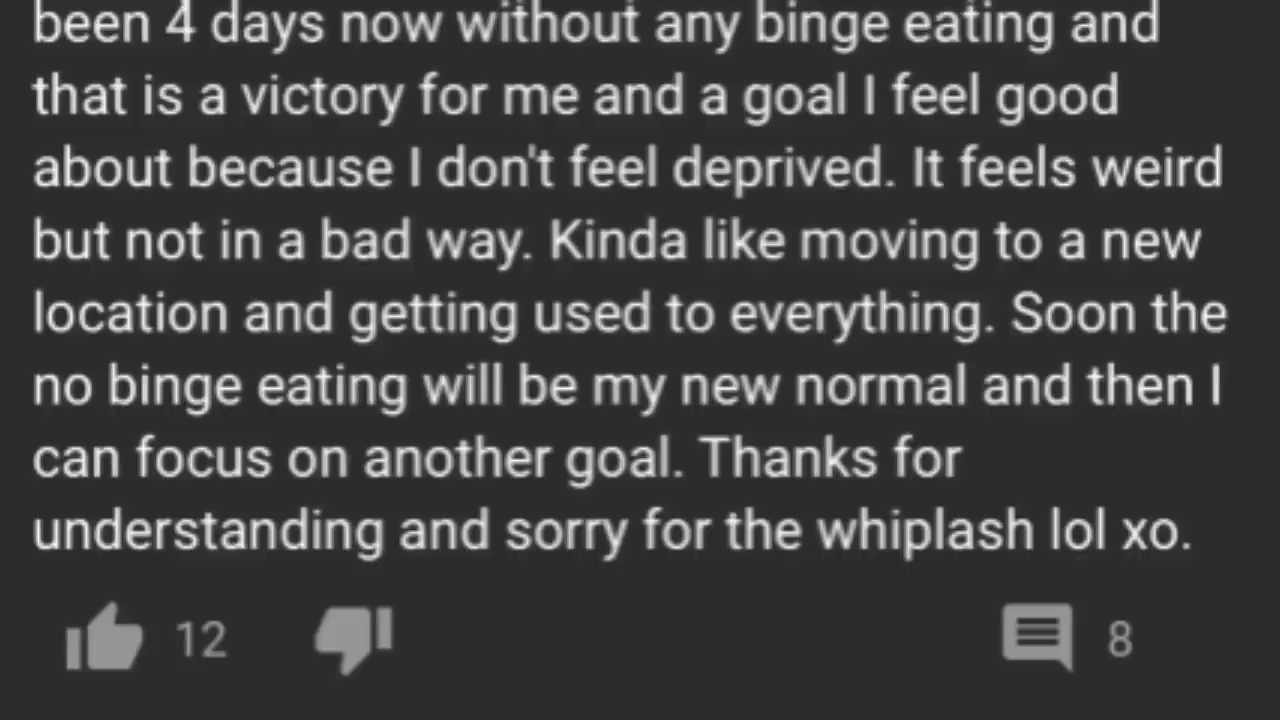 been 4 days now without any binge eating and
that is a victory for me and a goal I feel good
about because I don't feel deprived. It feels weird
but not in a bad way. Kinda like moving to a new
location and getting used to everything. Soon the
no binge eating will be my new normal and then I
can focus on another goal. Thanks for
understanding and sorry for the whiplash lol xo.
12 8